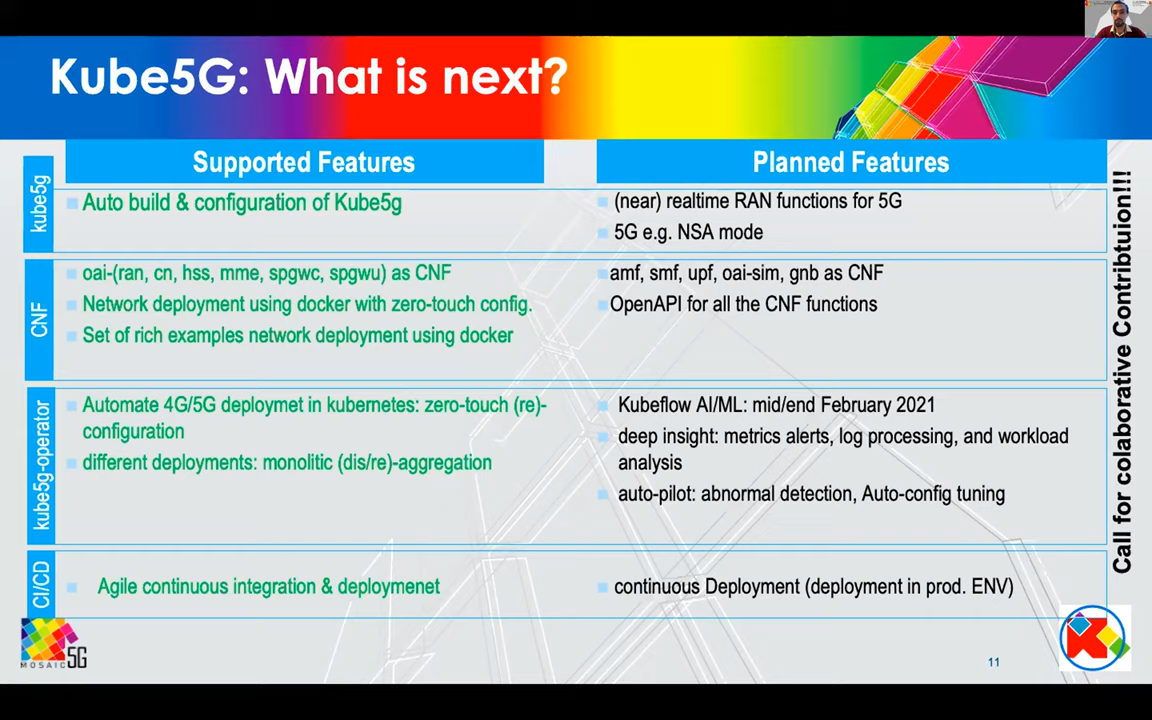 Kube5G: What is next?
Supported Features
Planned Features
kube5g
Auto build & configuration of Kube5g
(near) realtime RAN functions for 5G
5G e.g. NSA mode
CNF
oai-(ran, cn, hss, mme, spgwc, spgwu) as CNF
Network deployment using docker with zero-touch config.
Set of rich examples network deployment using docker
amf, smf, upf, oai-sim, gnb as CNF
OpenAPI for all the CNF functions
kube5g-operator
Automate 4G/5G deploymet in kubernetes: zero-touch (re)-
configuration
different deployments: monolitic (dis/re)-aggregation
Kubeflow AI/ML: mid/end February 2021
deep insight: metrics alerts, log processing, and workload
analysis
auto-pilot: abnormal detection, Auto-config tuning
CI/CD
Agile continuous integration & deploymenet
continuous Deployment (deployment in prod. ENV)
Call for colaborative Contribtuion!!!
MOSAIC5G
11